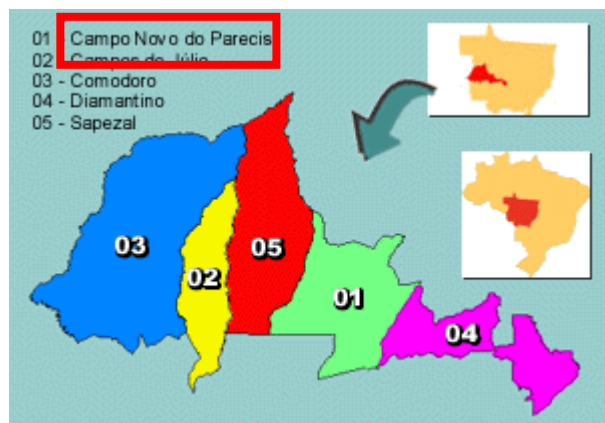 01 - Campo Novo do Parecis
02 - Campos de Júlio
03 - Comodoro
04 - Diamantino
05 - Sapezal
03
02
05
01
04